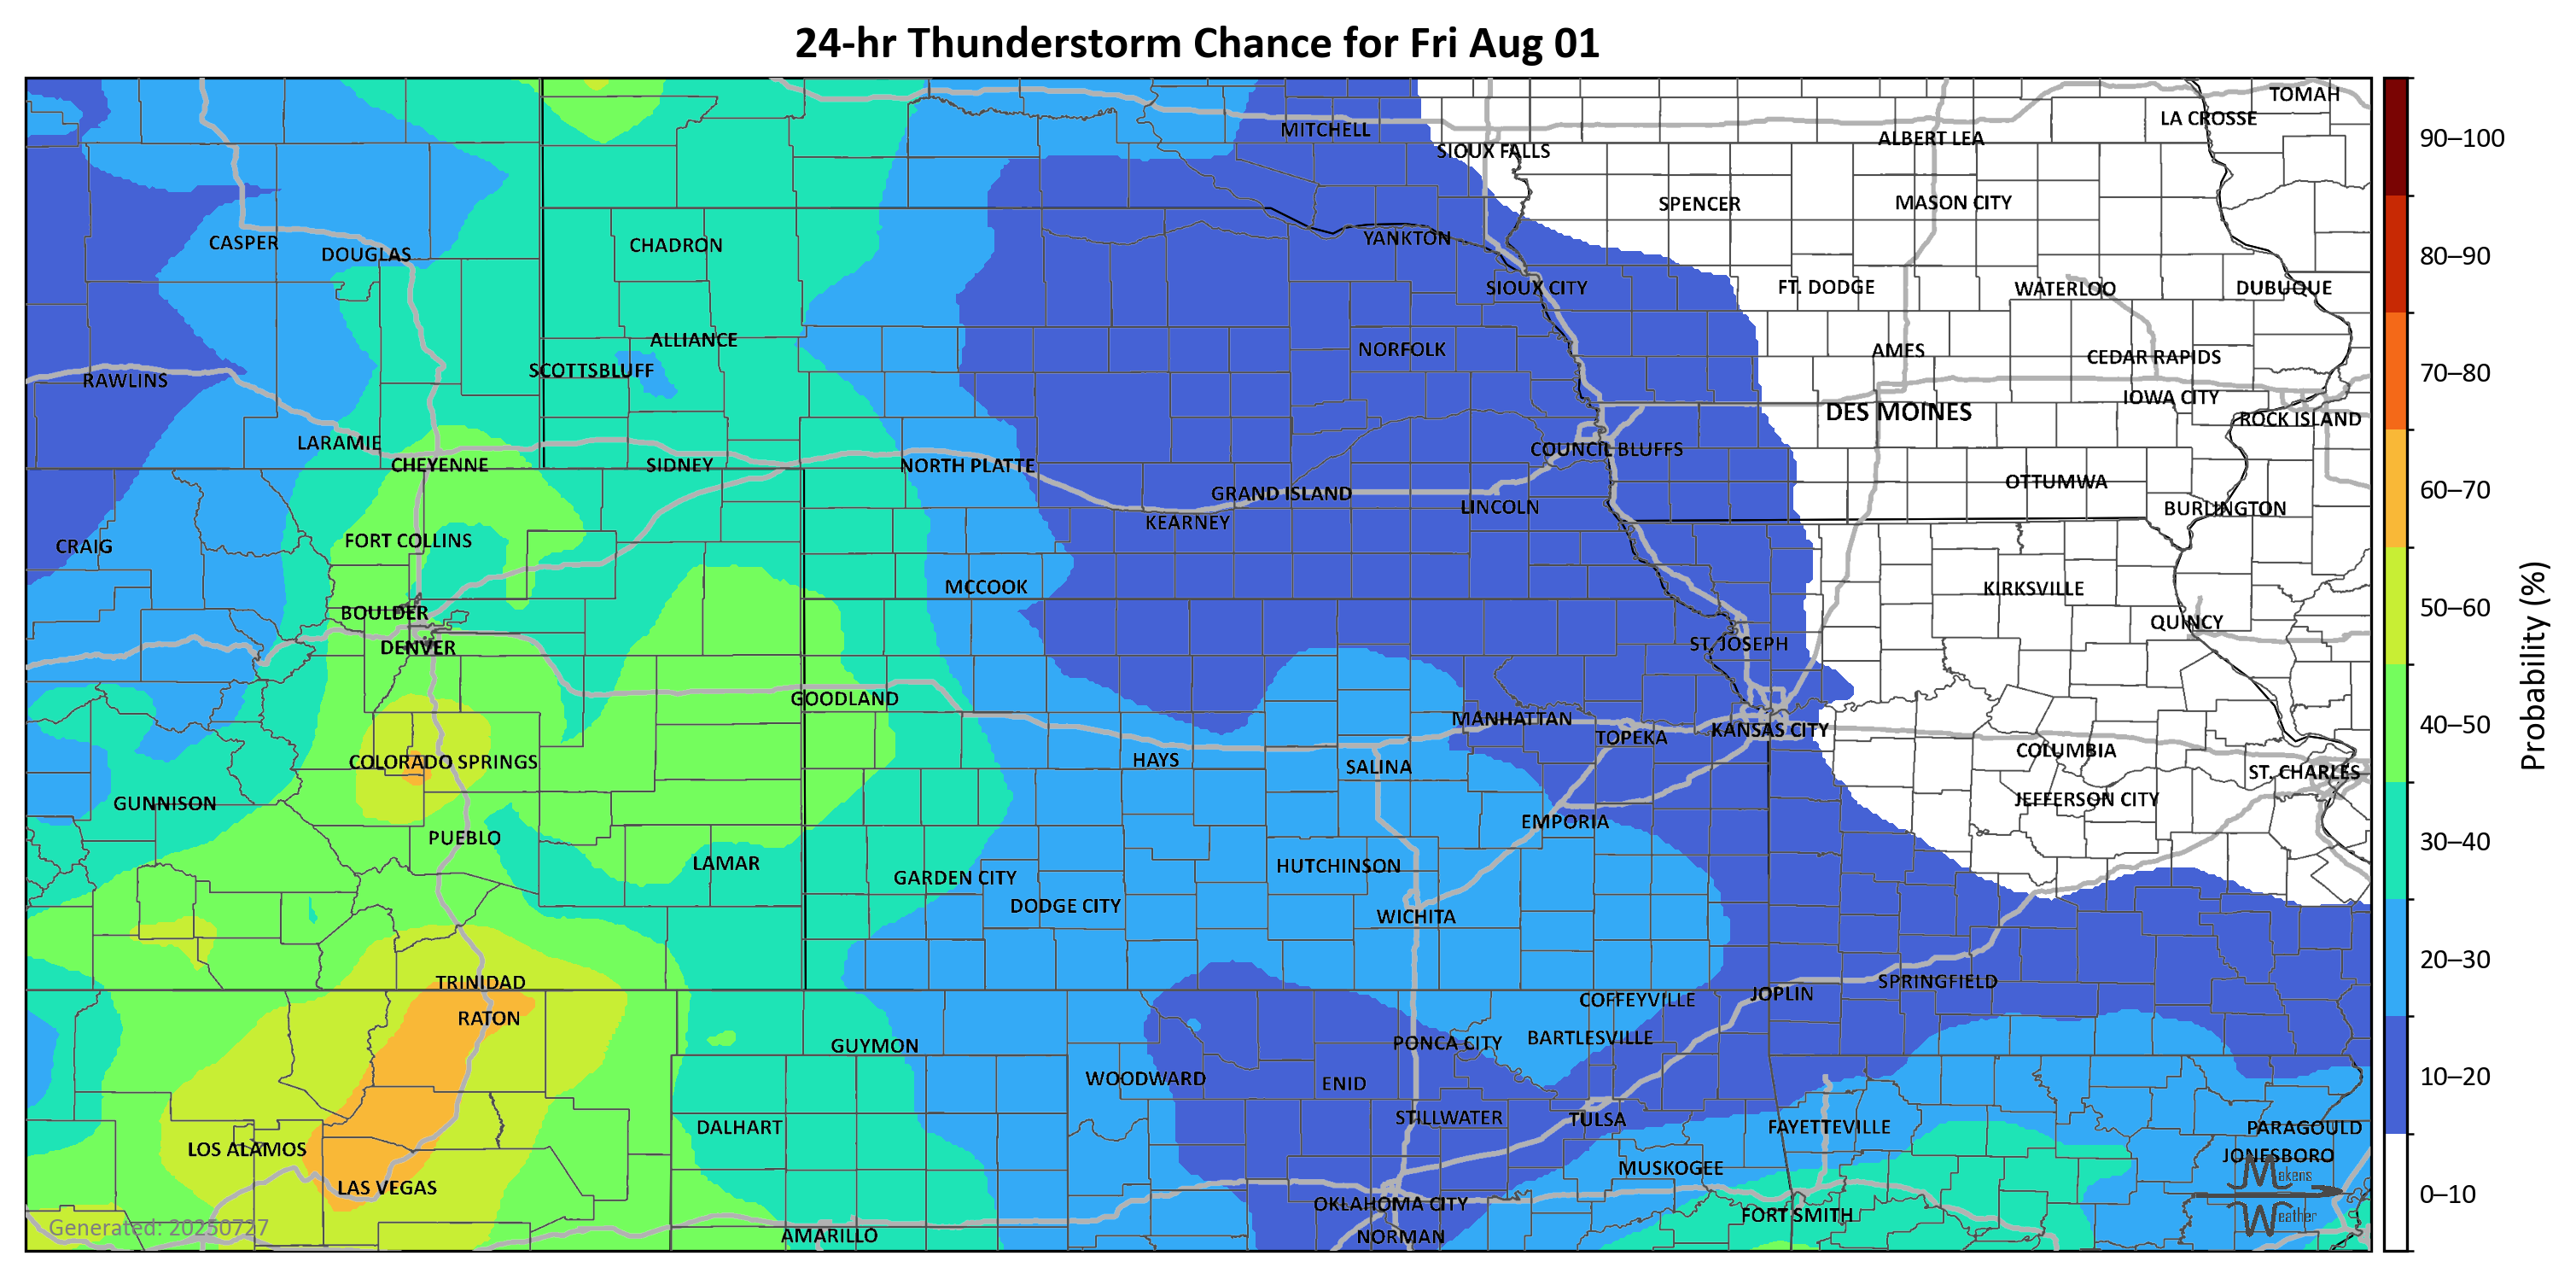 24-hr Thunderstorm Chance for Fri Aug 01
TOMAH
LA CROSSE
MITCHELL
ALBERT LEA
90–100
SIOUX FALLS
SPENCER
MASON CITY
CASPER
DOUGLAS
CHADRON
YANKTON
80–90
SIOUX CITY
FT. DODGE
WATERLOO
DUBUQUE
ALLIANCE
NORFOLK
AMES
CEDAR RAPIDS
RAWLINS
SCOTTSBLUFF
70–80
IOWA CITY
DES MOINES
ROCK ISLAND
LARAMIE
COUNCIL BLUFFS
CHEYENNE
SIDNEY
NORTH PLATTE
OTTUMWA
60–70
GRAND ISLAND
LINCOLN
BURLINGTON
KEARNEY
CRAIG
FORT COLLINS
MCCOOK
KIRKSVILLE
50–60
BOULDER
QUINCY
DENVER
ST. JOSEPH
Probability (%)
GOODLAND
MANHATTAN
TOPEKA
KANSAS CITY
40–50
COLUMBIA
COLORADO SPRINGS
HAYS
SALINA
ST. CHARLES
GUNNISON
JEFFERSON CITY
PUEBLO
EMPORIA
30–40
LAMAR
HUTCHINSON
GARDEN CITY
DODGE CITY
WICHITA
20–30
TRINIDAD
SPRINGFIELD
JOPLIN
COFFEYVILLE
RATON
GUYMON
PONCA CITY
BARTLESVILLE
WOODWARD
ENID
10–20
STILLWATER
TULSA
DALHART
FAYETTEVILLE
PARAGOULD
LOS ALAMOS
JONESBORO
MUSKOGEE
Makens
LAS VEGAS
0–10
OKLAHOMA CITY
FORT SMITH
Weather
Generated: 20250727
AMARILLO
NORMAN